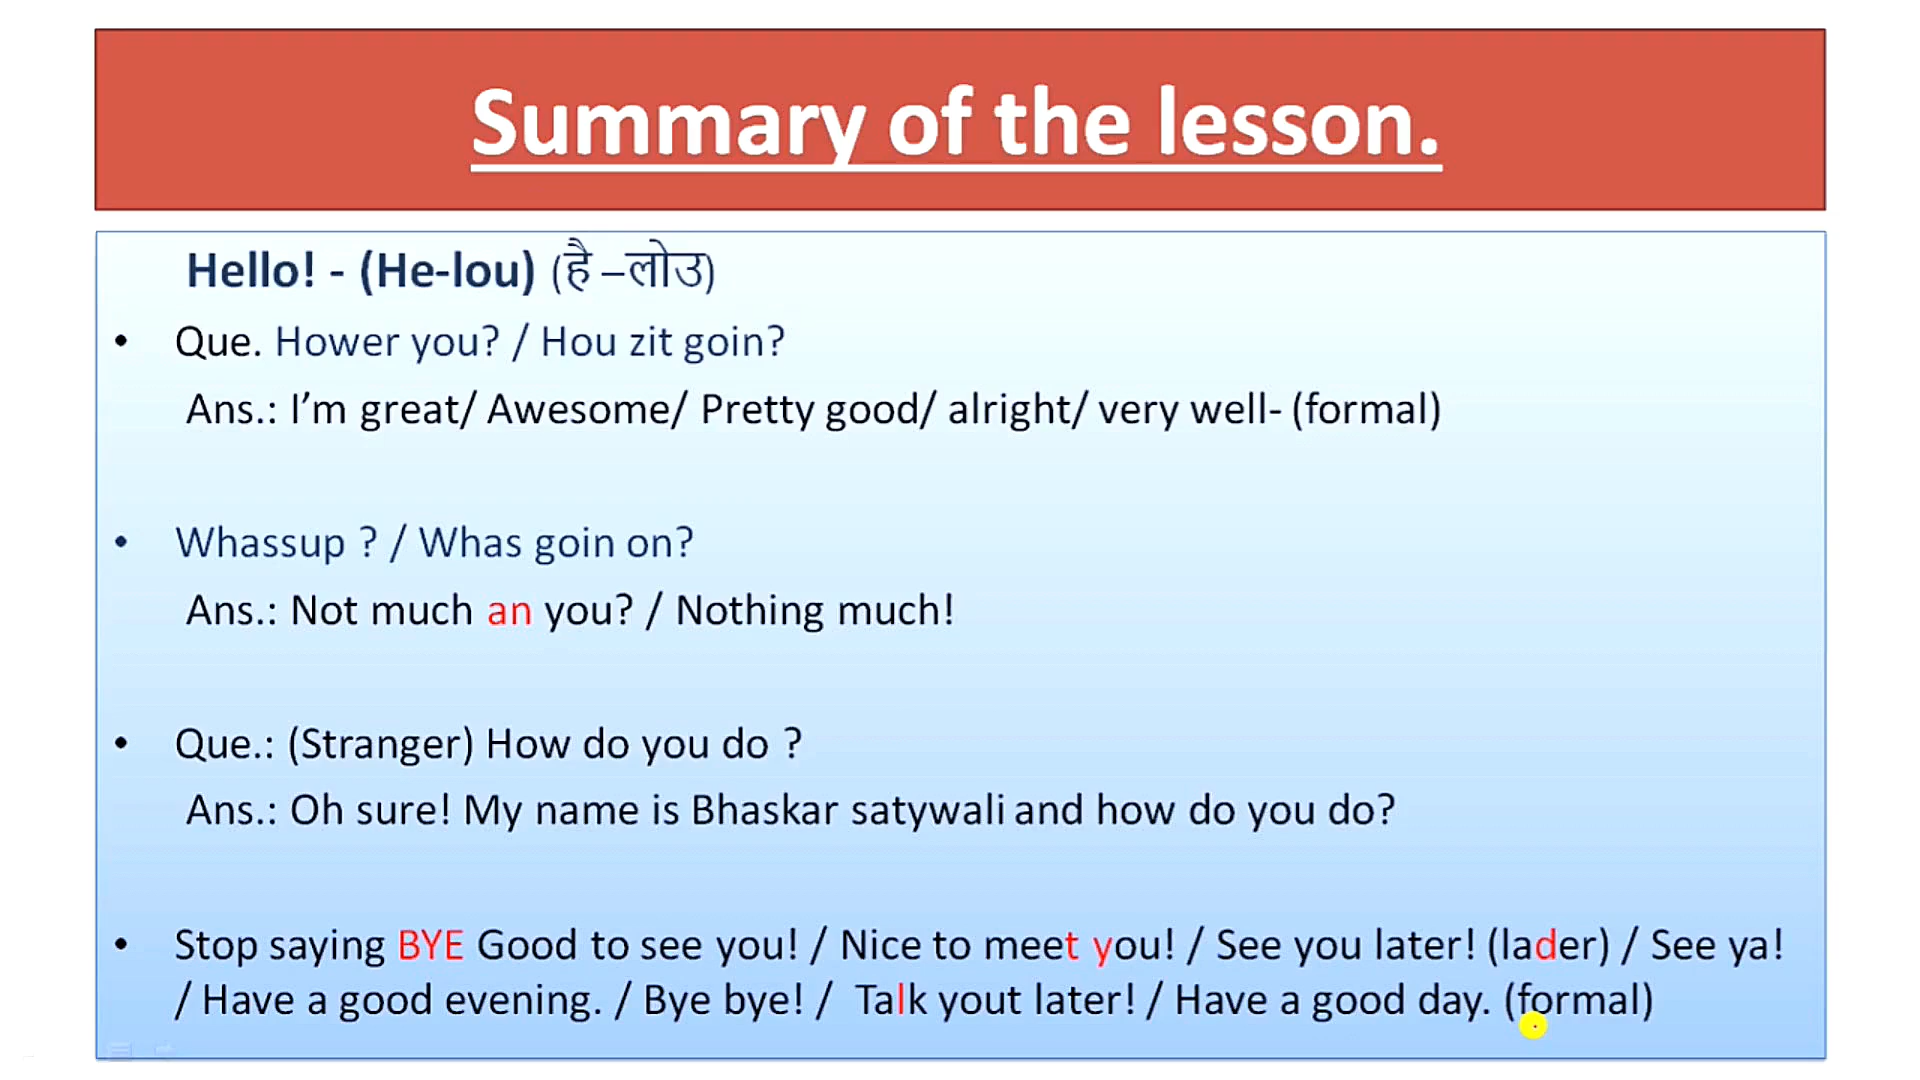 Summary of the lesson.
Hello! - (He-lou) (है –लोउ)
• Que. Hower you? / Hou zit goin?
Ans.: I’m great/ Awesome/ Pretty good/ alright/ very well- (formal)
• Whassup ? / Whas goin on?
Ans.: Not much an you? / Nothing much!
• Que.: (Stranger) How do you do ?
Ans.: Oh sure! My name is Bhaskar satywali and how do you do?
• Stop saying BYE Good to see you! / Nice to meet you! / See you later! (lader) / See ya!
/ Have a good evening. / Bye bye! / Talk yout later! / Have a good day. (formal)